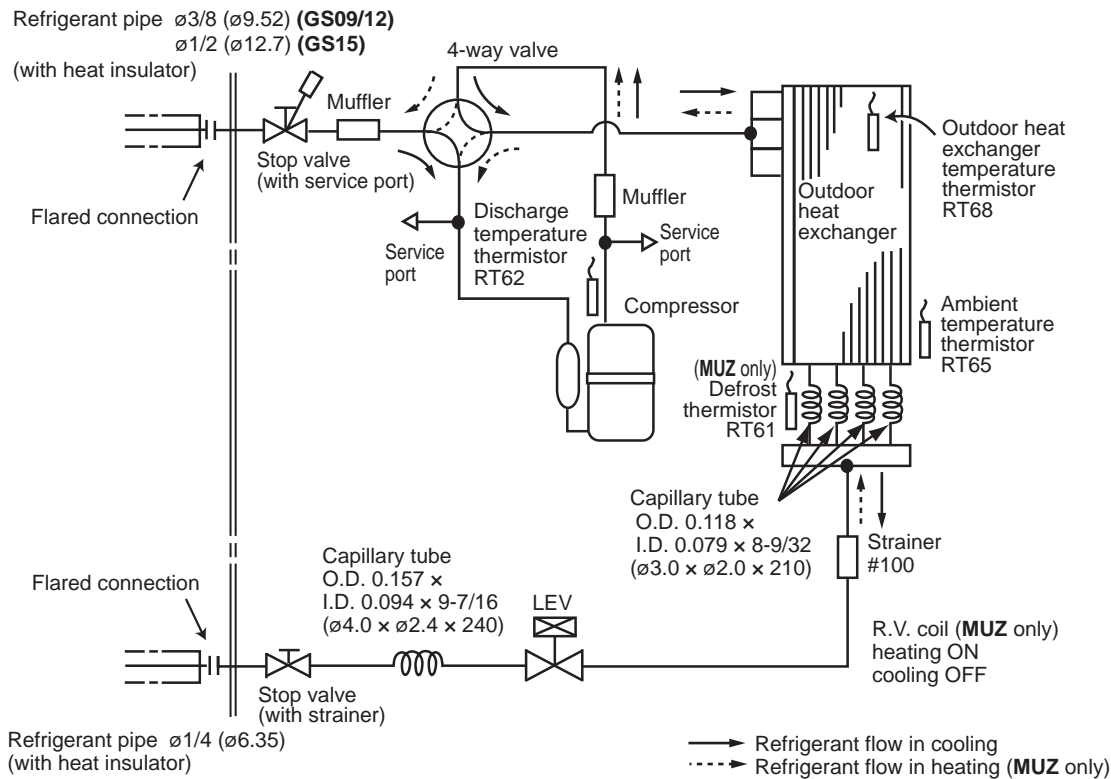 Refrigerant pipe ø3/8 (ø9.52) (GS09/12)
ø1/2 (ø12.7) (GS15)
(with heat insulator)
4-way valve
Muffler
Stop valve
(with service port)
Flared connection
Service
port
Discharge
temperature
thermistor
RT62
Muffler
Service
port
Compressor
Outdoor
heat
exchanger
Outdoor heat
exchanger
temperature
thermistor
RT68
Ambient
temperature
thermistor
RT65
(MUZ only)
Defrost
thermistor
RT61
Capillary tube
O.D. 0.118 ×
I.D. 0.079 × 8-9/32
(ø3.0 × ø2.0 × 210)
Strainer
#100
Flared connection
Capillary tube
O.D. 0.157 ×
I.D. 0.094 × 9-7/16
(ø4.0 × ø2.4 × 240)
LEV
R.V. coil (MUZ only)
heating ON
cooling OFF
Stop valve
(with strainer)
Refrigerant pipe ø1/4 (ø6.35)
(with heat insulator)
Refrigerant flow in cooling
Refrigerant flow in heating (MUZ only)